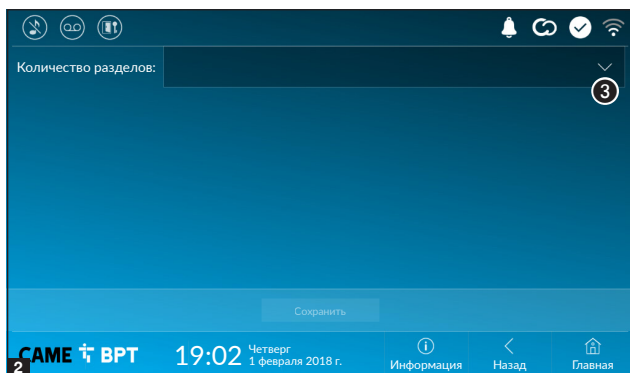 Количество разделов:
3
Сохранить
2
CAME BPT
19:02
Четверг
1 февраля 2018 г.
Информация
Назад
Главная